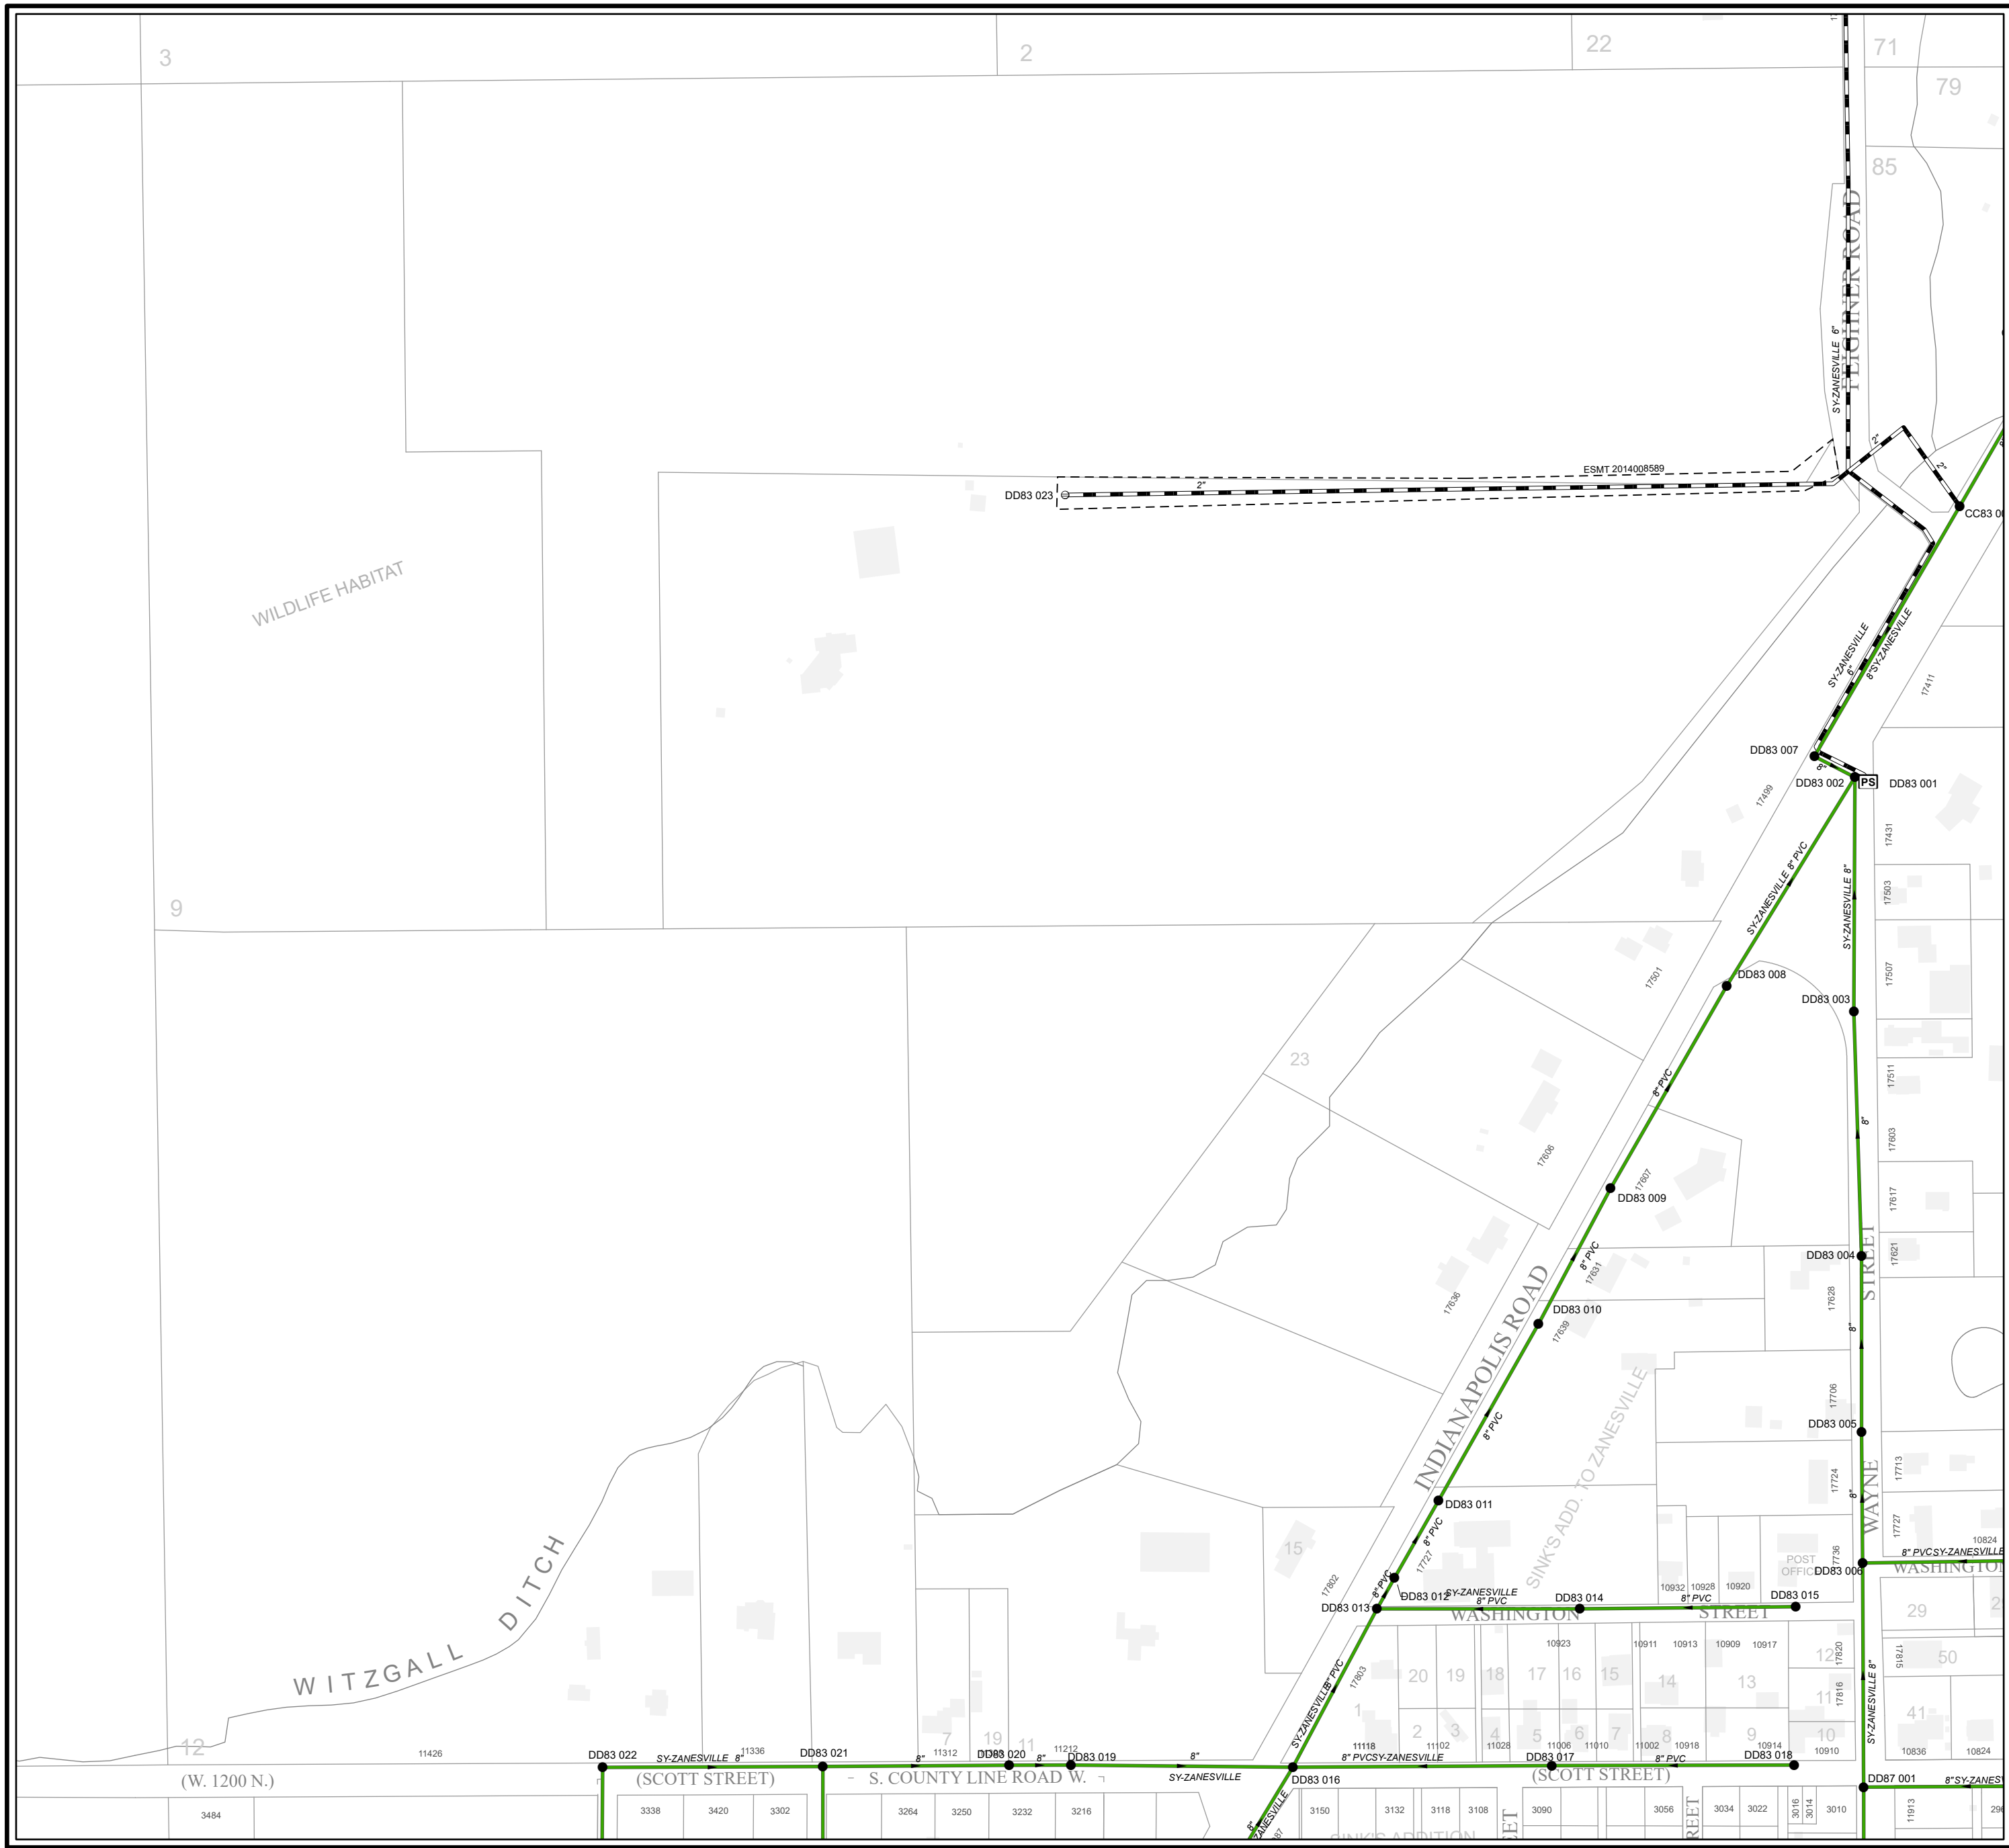 3
2
22
71
79
85
FEIGHNER ROAD
SY-ZANESVILLE 6"
2"
2"
ESMT 2014008589
DD83 023
2"
WILDLIFE HABITAT
SY-ZANESVILLE
6"
8"SY-ZANESVILLE
17411
DD83 007
8"
DD83 002
PS
DD83 001
17499
17431
SY-ZANESVILLE 8" PVC
SY-ZANESVILLE 8"
17503
9
17507
17501
DD83 008
DD83 003
23
8" PVC
17511
8"
17603
17606
17607
DD83 009
17617
STREET
DD83 004
17621
8" PVC
17631
17636
INDIANAPOLIS ROAD
17628
DD83 010
17639
8"
8" PVC
SINK'S ADD. TO ZANESVILLE
17706
DD83 005
17713
17724
WAYNE
DD83 011
8"
17727
8" PVC
15
17727
POST
OFFICE
17736
10824
8" PVCSY-ZANESVILLE
DD83 006
WASHINGTON
WITZGALL DITCH
17802
8" PVC
DD83 012
SY-ZANESVILLE
8" PVC
DD83 014
10932
10928
10920
8" PVC
DD83 015
DD83 013
WASHINGTON
STREET
29
10923
10911
10913
10909
10917
12
17820
17815
50
17803
SY-ZANESVILLE
8" PVC
20
19
18
17
16
15
14
13
11
17816
1
2
3
4
5
6
7
8
9
10
41
SY-ZANESVILLE 8"
12
7
19
11
11426
DD83 022
SY-ZANESVILLE 8"
11336
DD83 021
8"
11312
DD83 020
8"
11212
DD83 019
8"
SY-ZANESVILLE
11118
8" PVCSY-ZANESVILLE
11102
11028
11006
11010
DD83 017
11002
8" PVC
10918
10914
DD83 018
10910
10836
10824
(W. 1200 N.)
(SCOTT STREET)
S. COUNTY LINE ROAD W.
DD83 016
(SCOTT STREET)
DD87 001
3484
3338
3420
3302
3264
3250
3232
3216
8"
3150
3132
3118
3108
3090
3056
3034
3022
3016
3014
3010
11913
SINK'S ADDITION